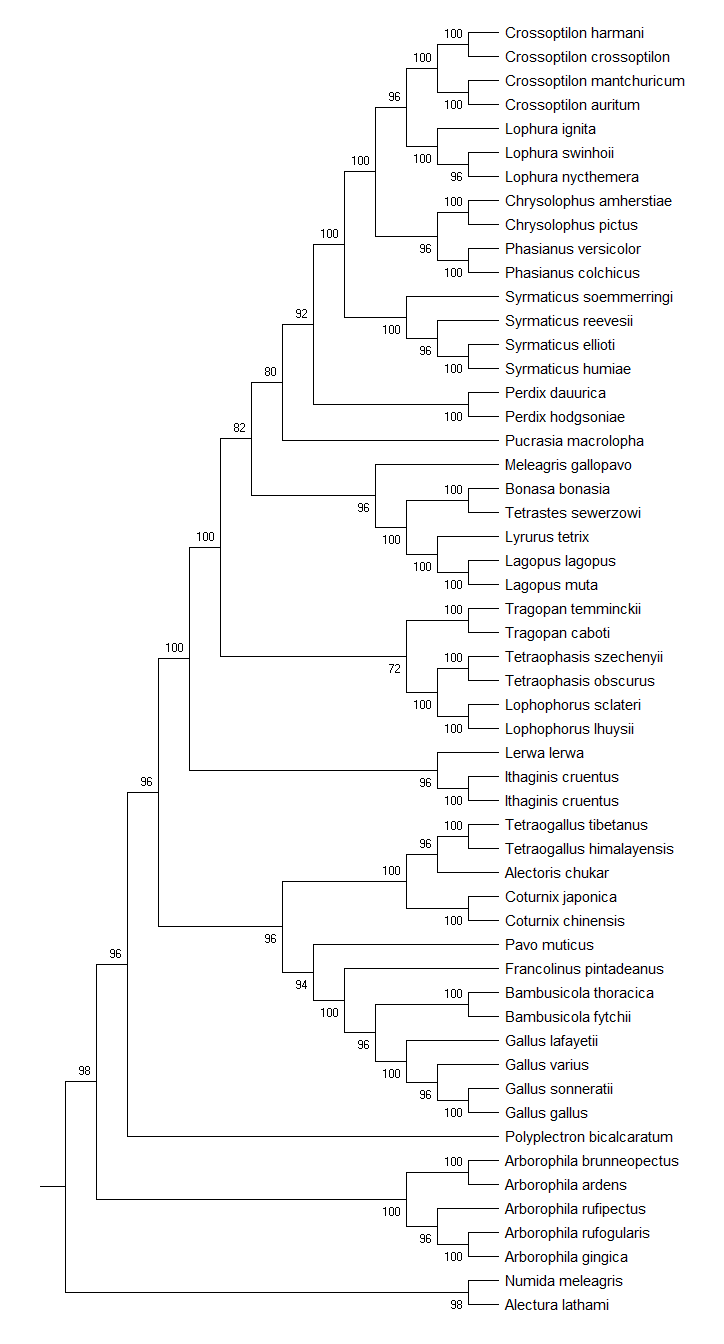 100 Crossoptilon harmani
100 Crossoptilon crossoptilon
Crossoptilon mantchuricum
96 100 Crossoptilon auritum
Lophura ignita
100 Lophura swinhoii
100 96 Lophura nycthemera
100 Chrysolophus amherstiae
Chrysolophus pictus
100 96 Phasianus versicolor
100 Phasianus colchicus
Syrmaticus soemmerringi
92 100 Syrmaticus reevesii
96 Syrmaticus ellioti
80 100 Syrmaticus humiae
Perdix dauurica
82 100 Perdix hodgsoniae
Pucrasia macrolopha
Meleagris gallopavo
96 100 Bonasa bonasia
Tetrastes sewerzowi
100 100 Lyrurus tetrix
100 Lagopus lagopus
100 Lagopus muta
100 Tragopan temminckii
Tragopan caboti
100 72 100 Tetraophasis szechenyii
Tetraophasis obscurus
100 Lophophorus sclateri
100 Lophophorus lhuysii
Lerwa lerwa
96 96 Ithaginis cruentus
100 Ithaginis cruentus
100 Tetraogallus tibetanus
96 Tetraogallus himalayensis
100 Alectoris chukar
Coturnix japonica
100 Coturnix chinensis
96 96 Pavo muticus
94 Francolinus pintadeanus
100 100 Bambusicola thoracica
Bambusicola fytchii
96 Gallus lafayetii
100 Gallus varius
98 96 Gallus sonneratii
100 Gallus gallus
Polyplectron bicalcaratum
100 Arborophila brunneopectus
Arborophila ardens
100 Arborophila rufipectus
96 Arborophila rufogularis
100 Arborophila gingica
Numida meleagris
98 Alectura lathami